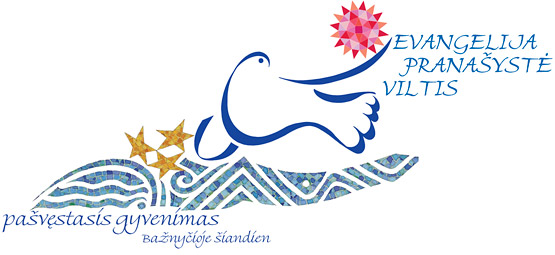 EVANGELIJA
PRANAŠYSTĖ
VILTIS
pašvęstasis gyvenimas
Bažnyčioje šiandien